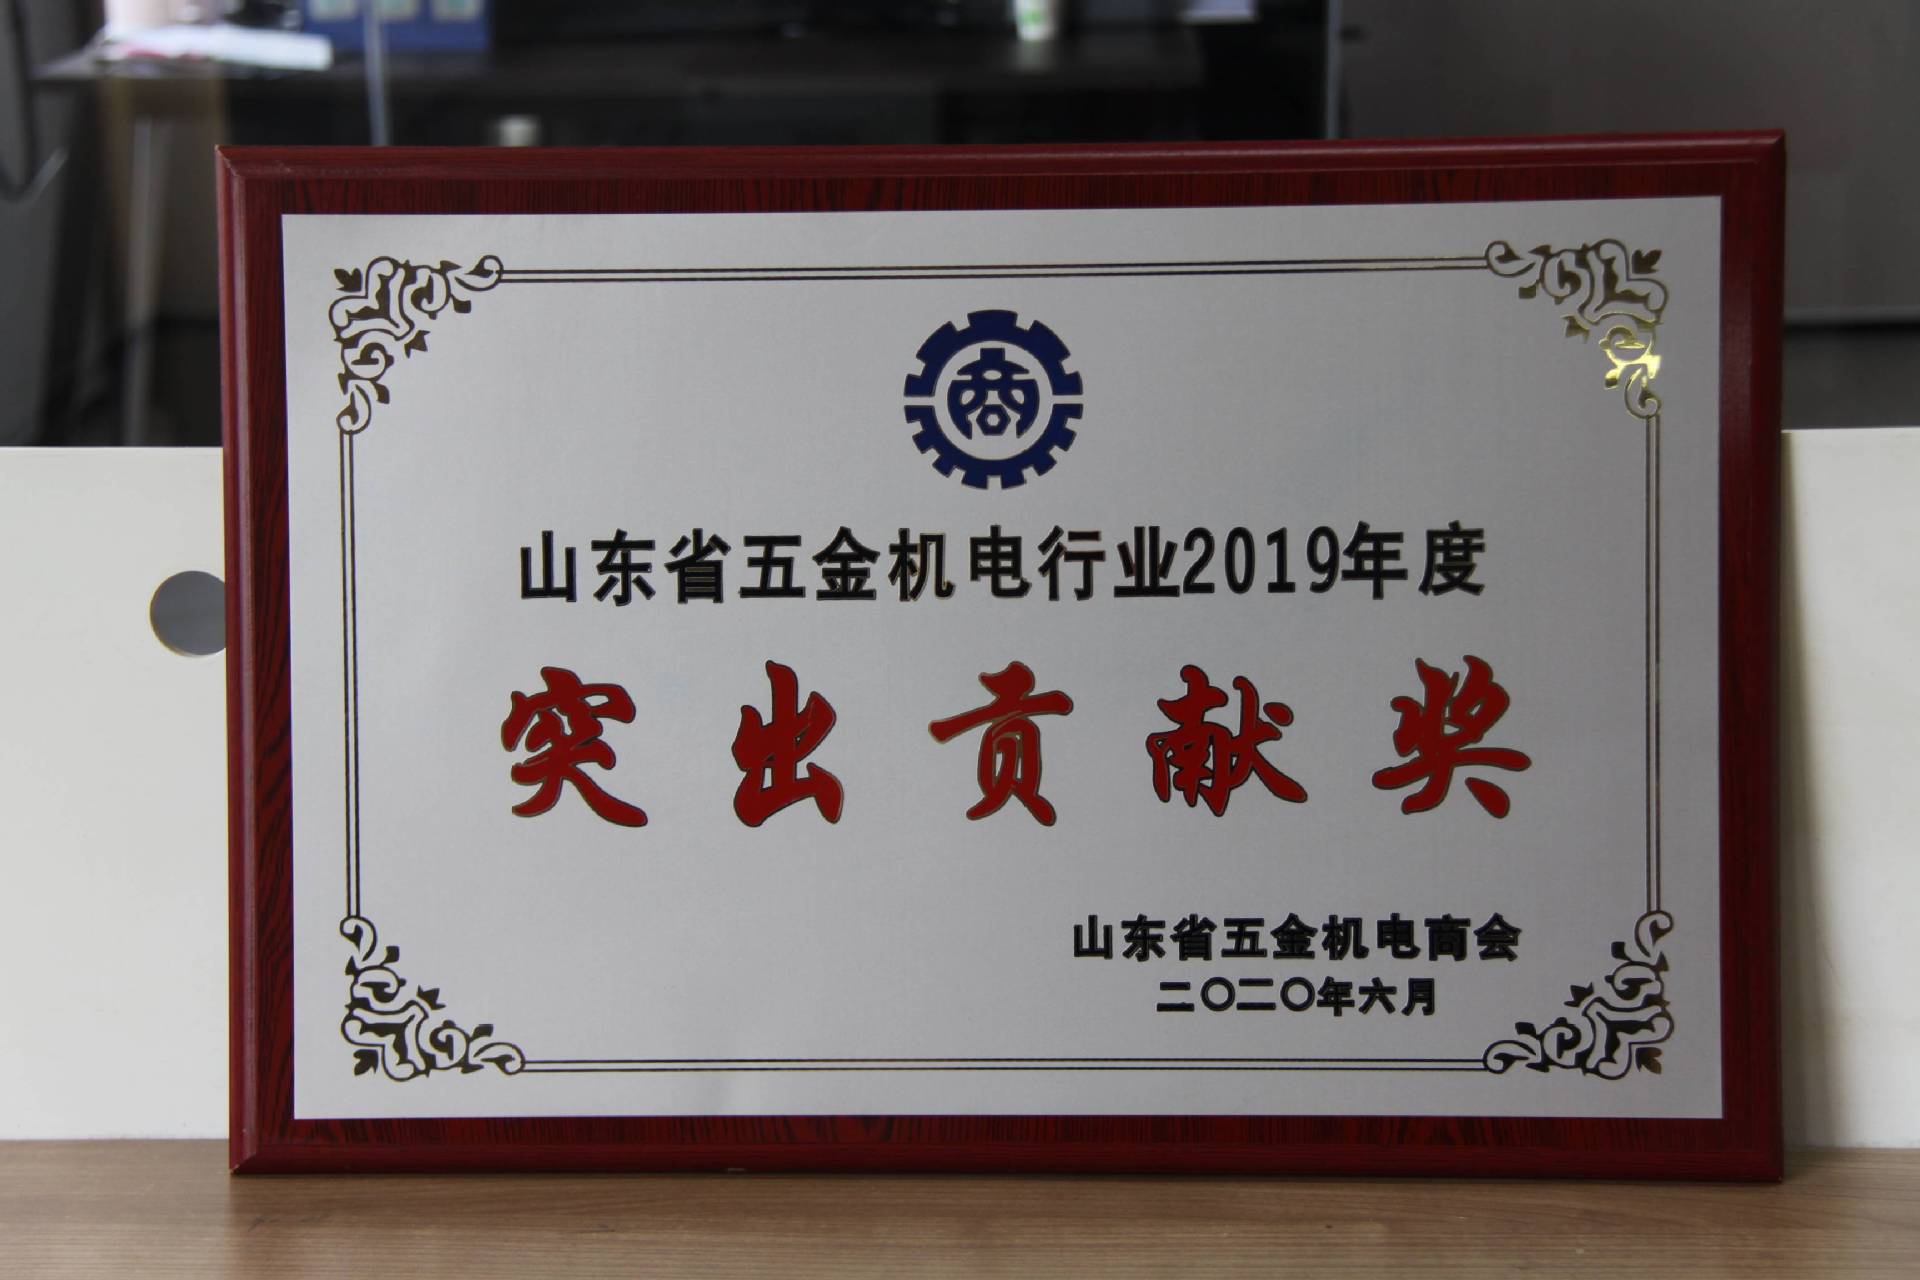 商
山东省五金机电行业2019年度
突出贡献奖
山东省五金机电商会
二〇二〇年六月